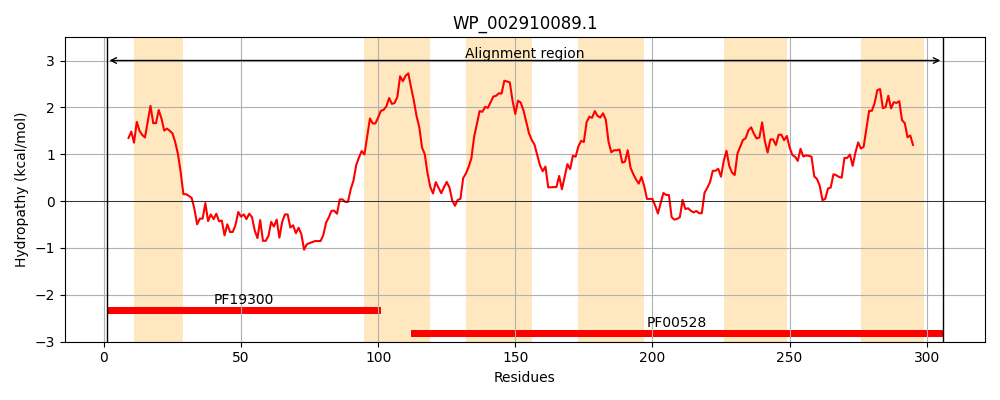 WP_002910089.1
Alignment region
3
2
1
0
−1
−2
−3
Hydropathy (kcal/mol)
PF19300
PF00528
0 50 100 150 200 250 300
Residues